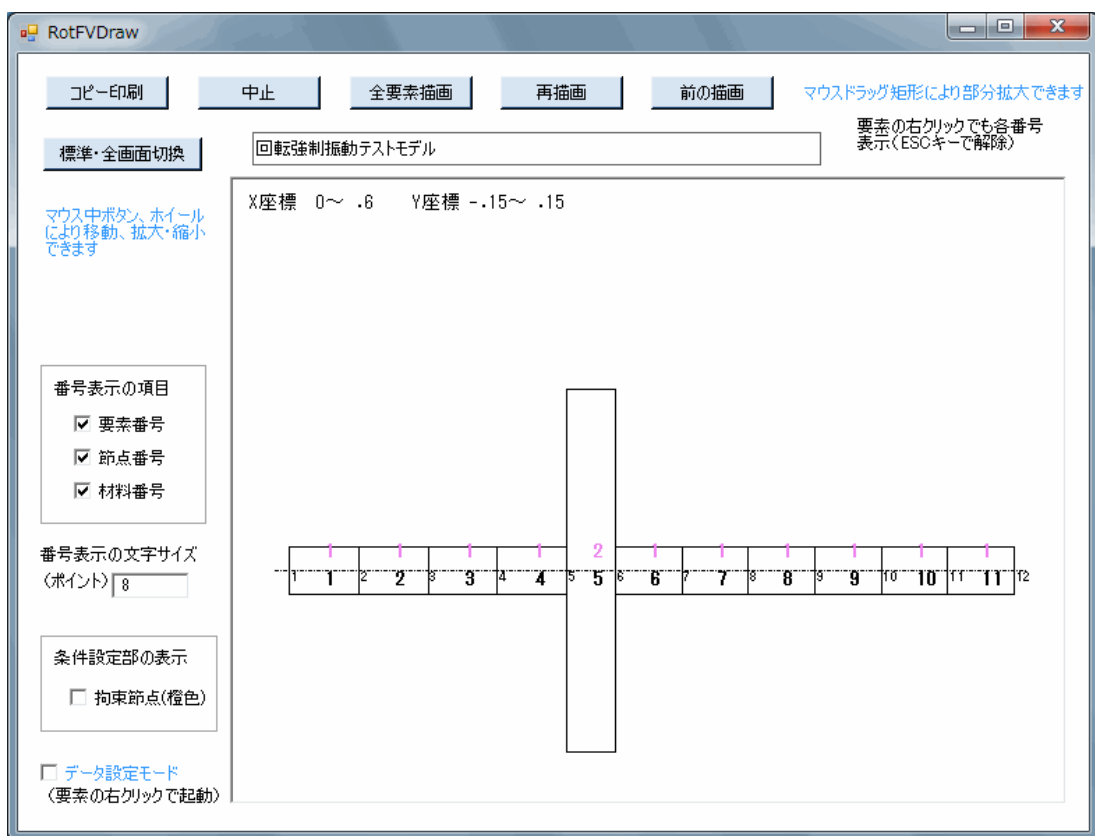 RotFVDraw
コピー印刷 中止 全要素描画 再描画 前の描画 マウスドラッグ矩形により部分拡大できます
要素の右クリックでも各番号
表示(ESCキーで解除)
標準・全画面切換 回転強制振動テストモデル
X座標 0～ .6 Y座標 -.15～ .15
マウス中ボタン、ホイール
により移動、拡大・縮小
できます
番号表示の項目
要素番号
節点番号
材料番号
番号表示の文字サイズ
(ポイント) 8
1 1 1 1 2 1 1 1 1 1 1
1 1 2 2 3 3 4 4 5 5 6 6 7 7 8 8 9 9 10 10 11 11 12
条件設定部の表示
拘束節点(橙色)
データ設定モード
(要素の右クリックで起動)